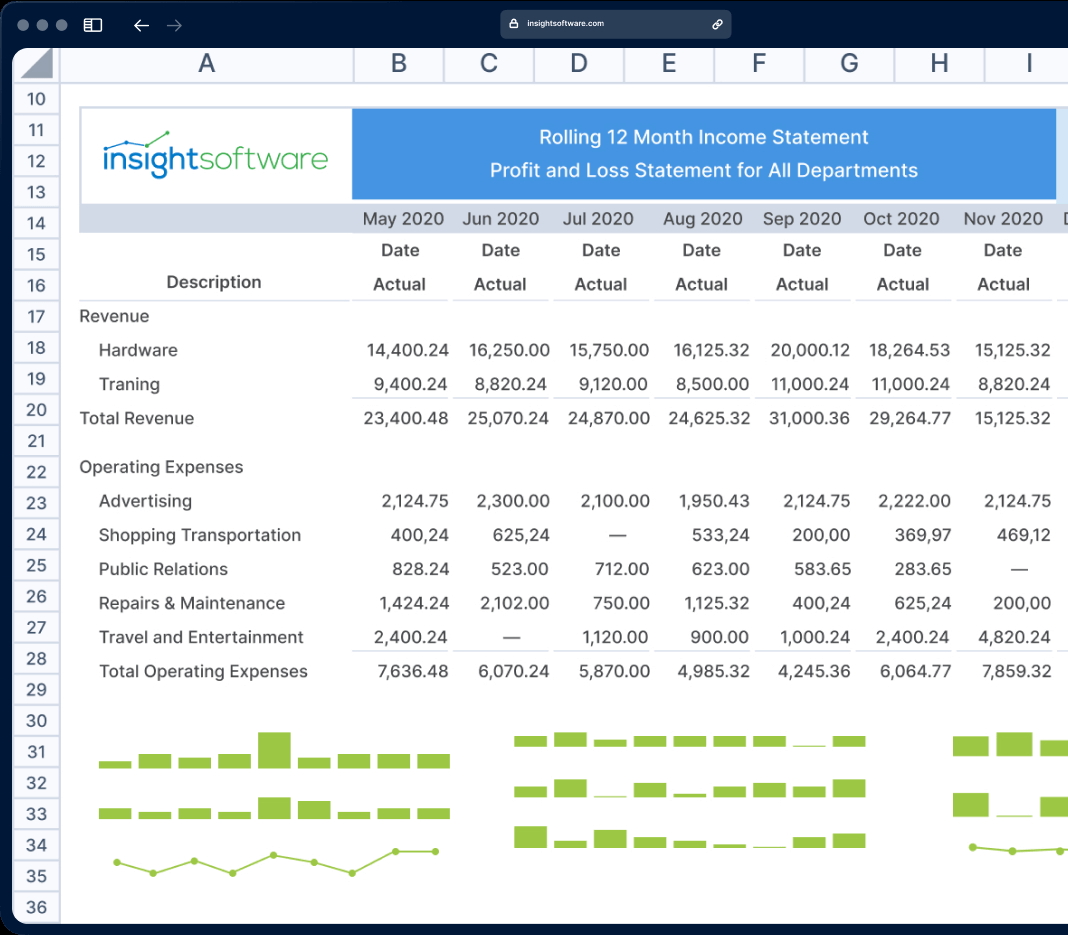 insightsoftware.com
A B C D E F G H I
10
11 insightsoftware Rolling 12 Month Income Statement
12 Profit and Loss Statement for All Departments
13
14 May 2020 Jun 2020 Jul 2020 Aug 2020 Sep 2020 Oct 2020 Nov 2020
15 Date Date Date Date Date Date Date
16 Description Actual Actual Actual Actual Actual Actual Actual
17 Revenue
18 Hardware 14,400.24 16,250.00 15,750.00 16,125.32 20,000.12 18,264.53 15,125.32
19 Traning 9,400.24 8,820.24 9,120.00 8,500.00 11,000.24 11,000.24 8,820.24
20 Total Revenue 23,400.48 25,070.24 24,870.00 24,625.32 31,000.36 29,264.77 15,125.32
21
22 Operating Expenses
23 Advertising 2,124.75 2,300.00 2,100.00 1,950.43 2,124.75 2,222.00 2,124.75
24 Shopping Transportation 400,24 625,24 — 533,24 200,00 369,97 469,12
25 Public Relations 828.24 523.00 712.00 623.00 583.65 283.65 —
26 Repairs & Maintenance 1,424.24 2,102.00 750.00 1,125.32 400,24 625,24 200,00
27 Travel and Entertainment 2,400.24 — 1,120.00 900.00 1,000.24 2,400.24 4,820.24
28 Total Operating Expenses 7,636.48 6,070.24 5,870.00 4,985.32 4,245.36 6,064.77 7,859.32
29
30
31
32
33
34
35
36